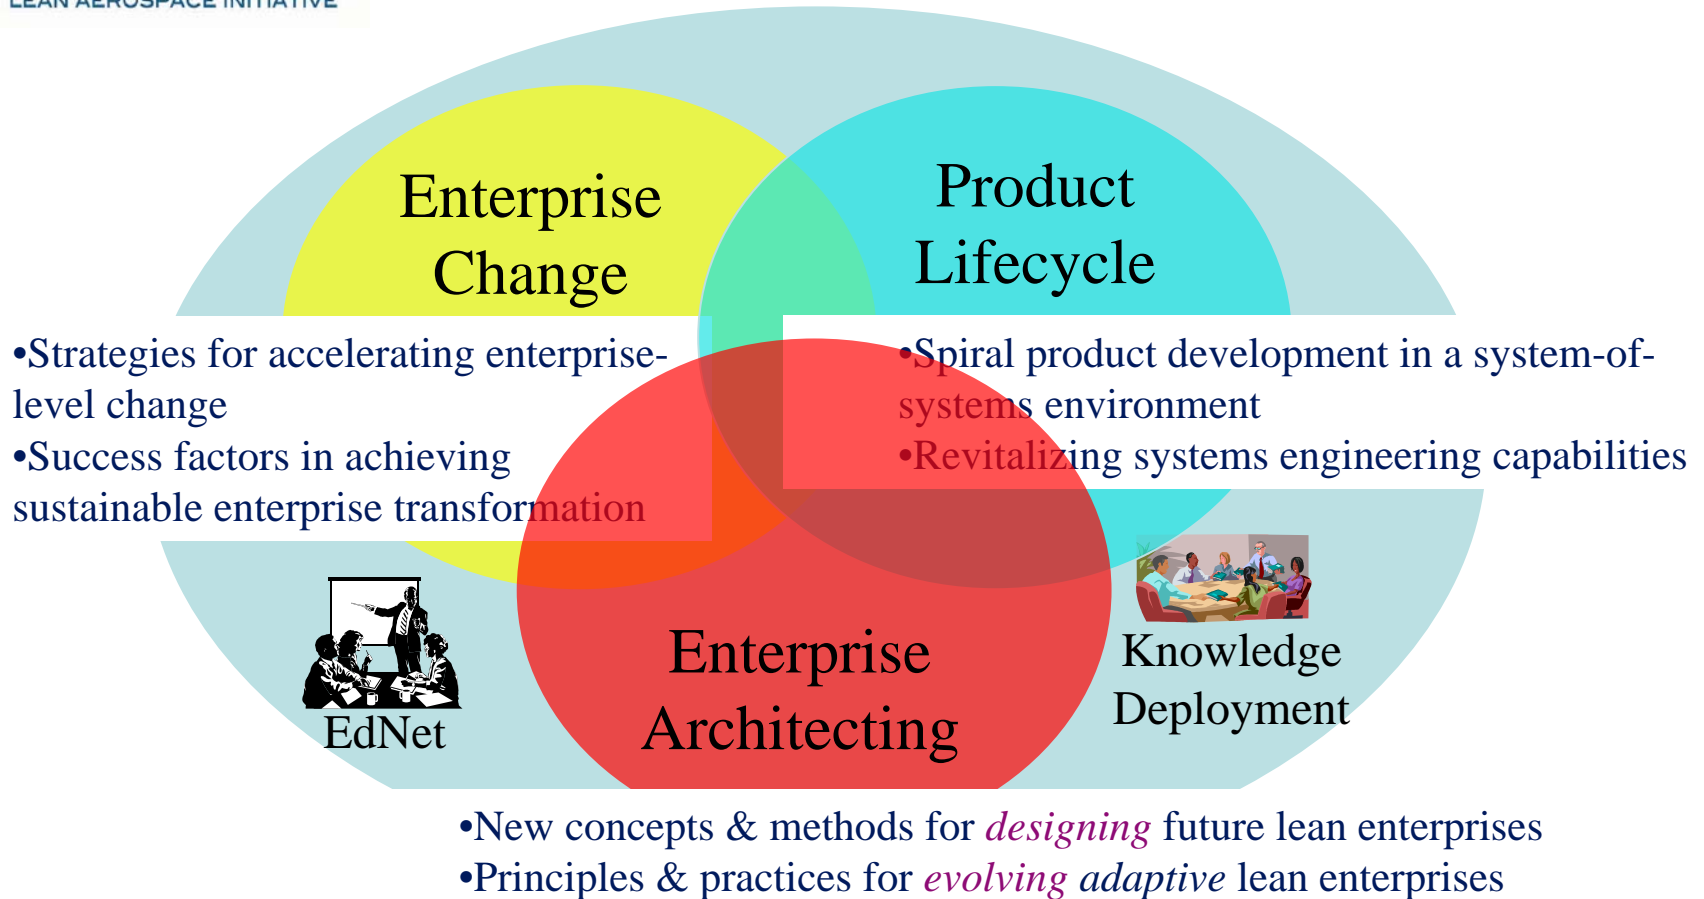 LEAN AEROSPACE INITIATIVE
Enterprise
Change
Product
Lifecycle
•Strategies for accelerating enterprise-
level change
•Success factors in achieving
sustainable enterprise transformation
•Spiral product development in a system-of-
systems environment
•Revitalizing systems engineering capabilities
EdNet
Enterprise
Architecting
Knowledge
Deployment
•New concepts & methods for designing future lean enterprises
•Principles & practices for evolving adaptive lean enterprises